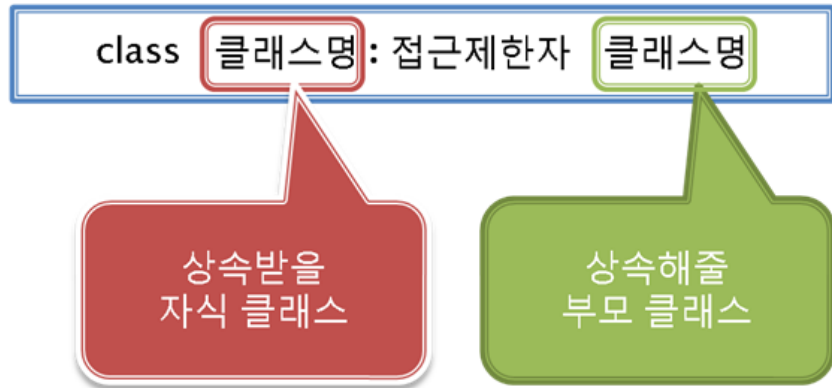 class 클래스명 : 접근제한자 클래스명
상속받을
자식 클래스
상속해줄
부모 클래스